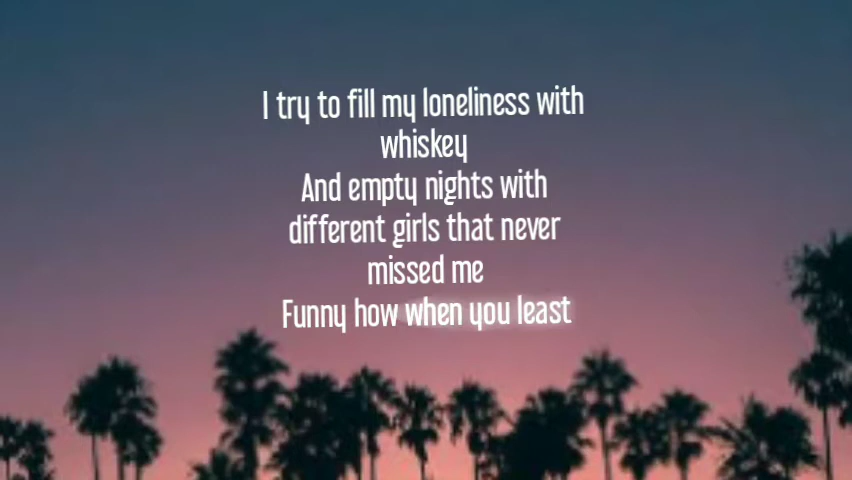 I try to fill my loneliness with
whiskey
And empty nights with
different girls that never
missed me
Funny how when you least